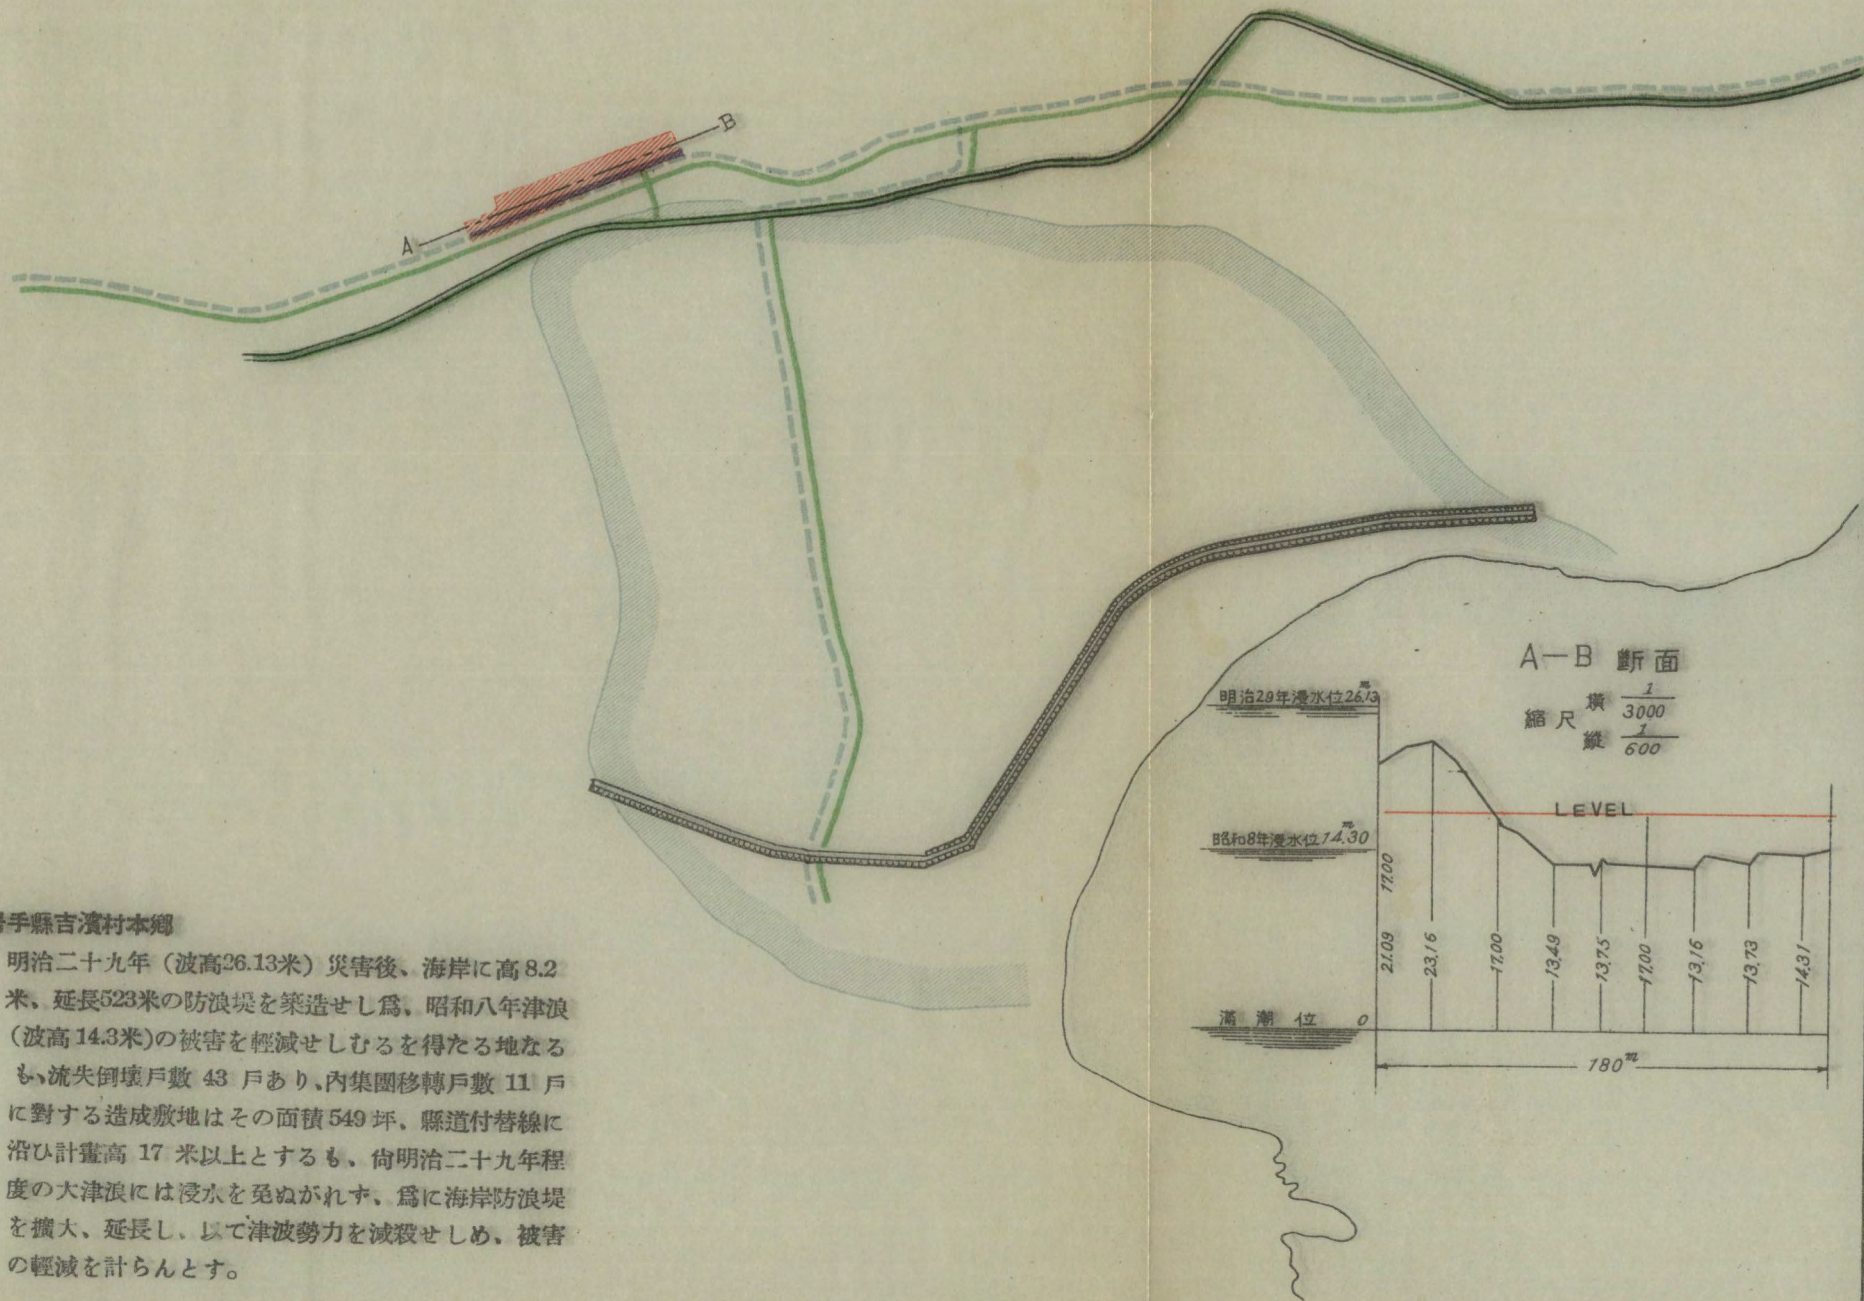 B
A
A—B 斷面
縮尺 橫 1/3000
縱 1/600
明治29年浸水位26.13m
LEVEL
昭和8年浸水位14.30m
17.00
21.09
23.16
17.00
13.49
13.75
17.00
13.16
13.73
14.31
滿潮位 0
180m
手縣吉濱村本鄕
明治二十九年（波高26.13米）災害後、海岸に高8.2
米、延長523米の防浪堤を築造せし爲、昭和八年津浪
(波高14.3米)の被害を輕減せしむるを得たる地なる
も、流失倒壞戶數 43 戶あり、內集團移轉戶數 11 戶
に對する造成敷地はその面積549坪、縣道付替線に
沿ひ計畫高 17 米以上とするも、尙明治二十九年程
度の大津浪には浸水を免ぬがれず、爲に海岸防浪堤
を擴大、延長し、以て津波勢力を減殺せしめ、被害
の輕減を計らんとす。